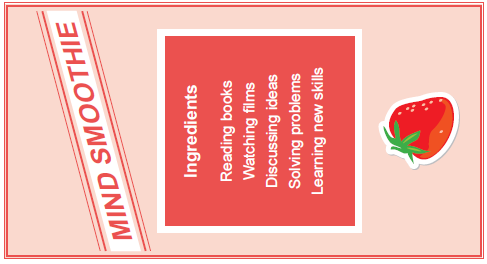 MIND SMOOTHIE
Ingredients
Reading books
Watching films
Discussing ideas
Solving problems
Learning new skills